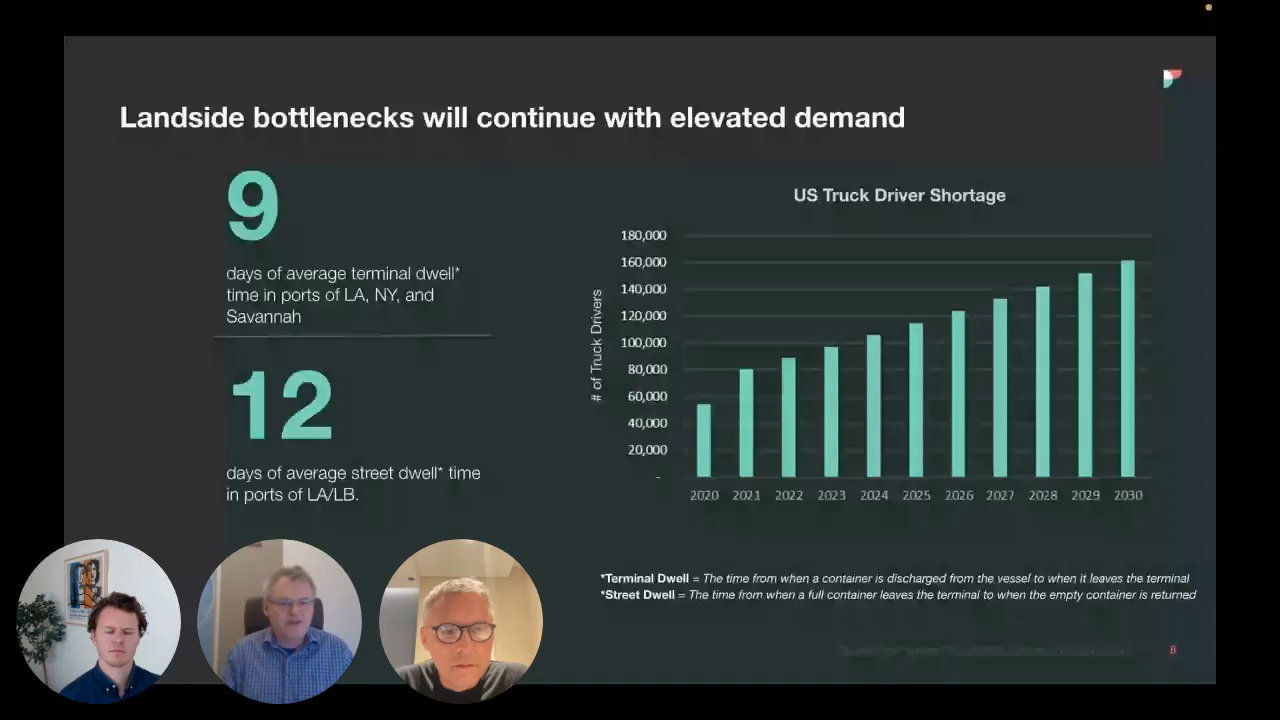 Landside bottlenecks will continue with elevated demand
9
days of average terminal dwell*
time in ports of LA, NY, and
Savannah
12
days of average street dwell* time
in ports of LA/LB.
US Truck Driver Shortage
# of Truck Drivers
180,000
160,000
140,000
120,000
100,000
80,000
60,000
40,000
20,000
-
2020 2021 2022 2023 2024 2025 2026 2027 2028 2029 2030
*Terminal Dwell = The time from when a container is discharged from the vessel to when it leaves the terminal
*Street Dwell = The time from when a full container leaves the terminal to when the empty container is returned
8